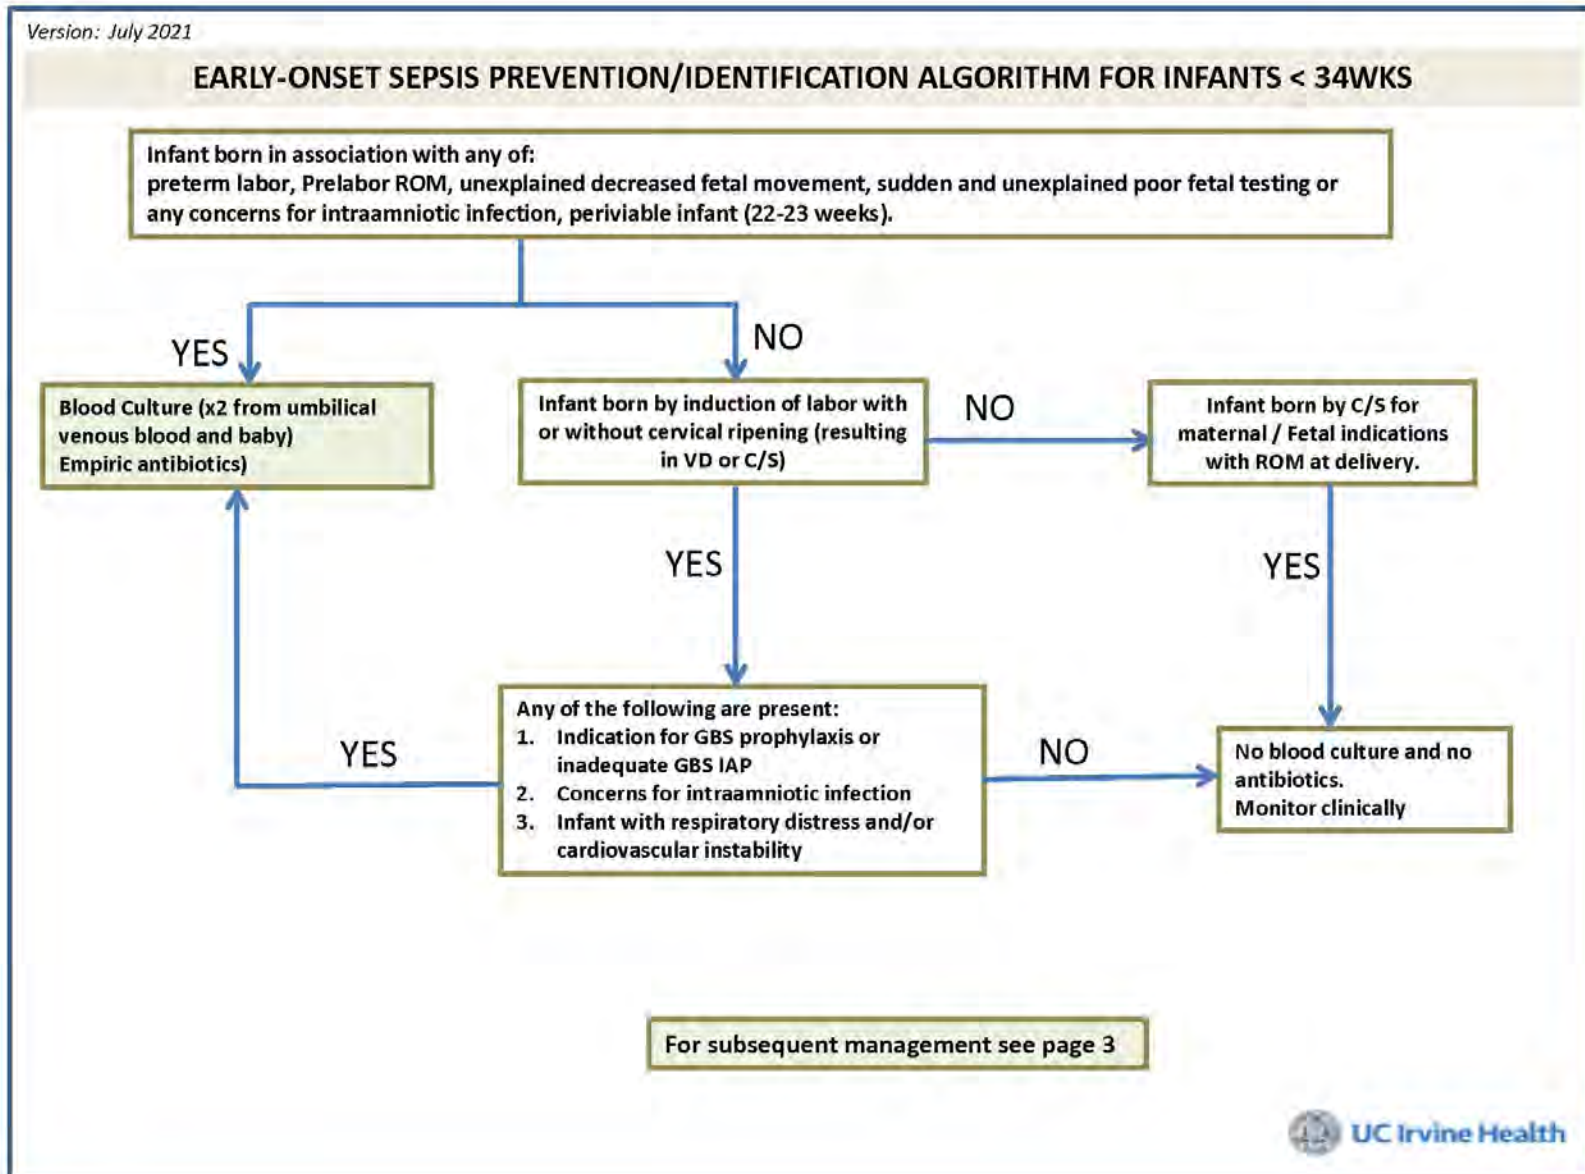 Version: July 2021
EARLY-ONSET SEPSIS PREVENTION/IDENTIFICATION ALGORITHM FOR INFANTS < 34WKS
Infant born in association with any of:
preterm labor, Prelabor ROM, unexplained decreased fetal movement, sudden and unexplained poor fetal testing or
any concerns for intraamniotic infection, periviable infant (22-23 weeks).
YES
NO
Blood Culture (x2 from umbilical
venous blood and baby)
Empiric antibiotics)
Infant born by induction of labor with
or without cervical ripening (resulting
in VD or C/S)
NO
Infant born by C/S for
maternal / Fetal indications
with ROM at delivery.
YES
YES
Any of the following are present:
1. Indication for GBS prophylaxis or
inadequate GBS IAP
2. Concerns for intraamniotic infection
3. Infant with respiratory distress and/or
cardiovascular instability
YES
NO
No blood culture and no
antibiotics.
Monitor clinically
For subsequent management see page 3
UC Irvine Health